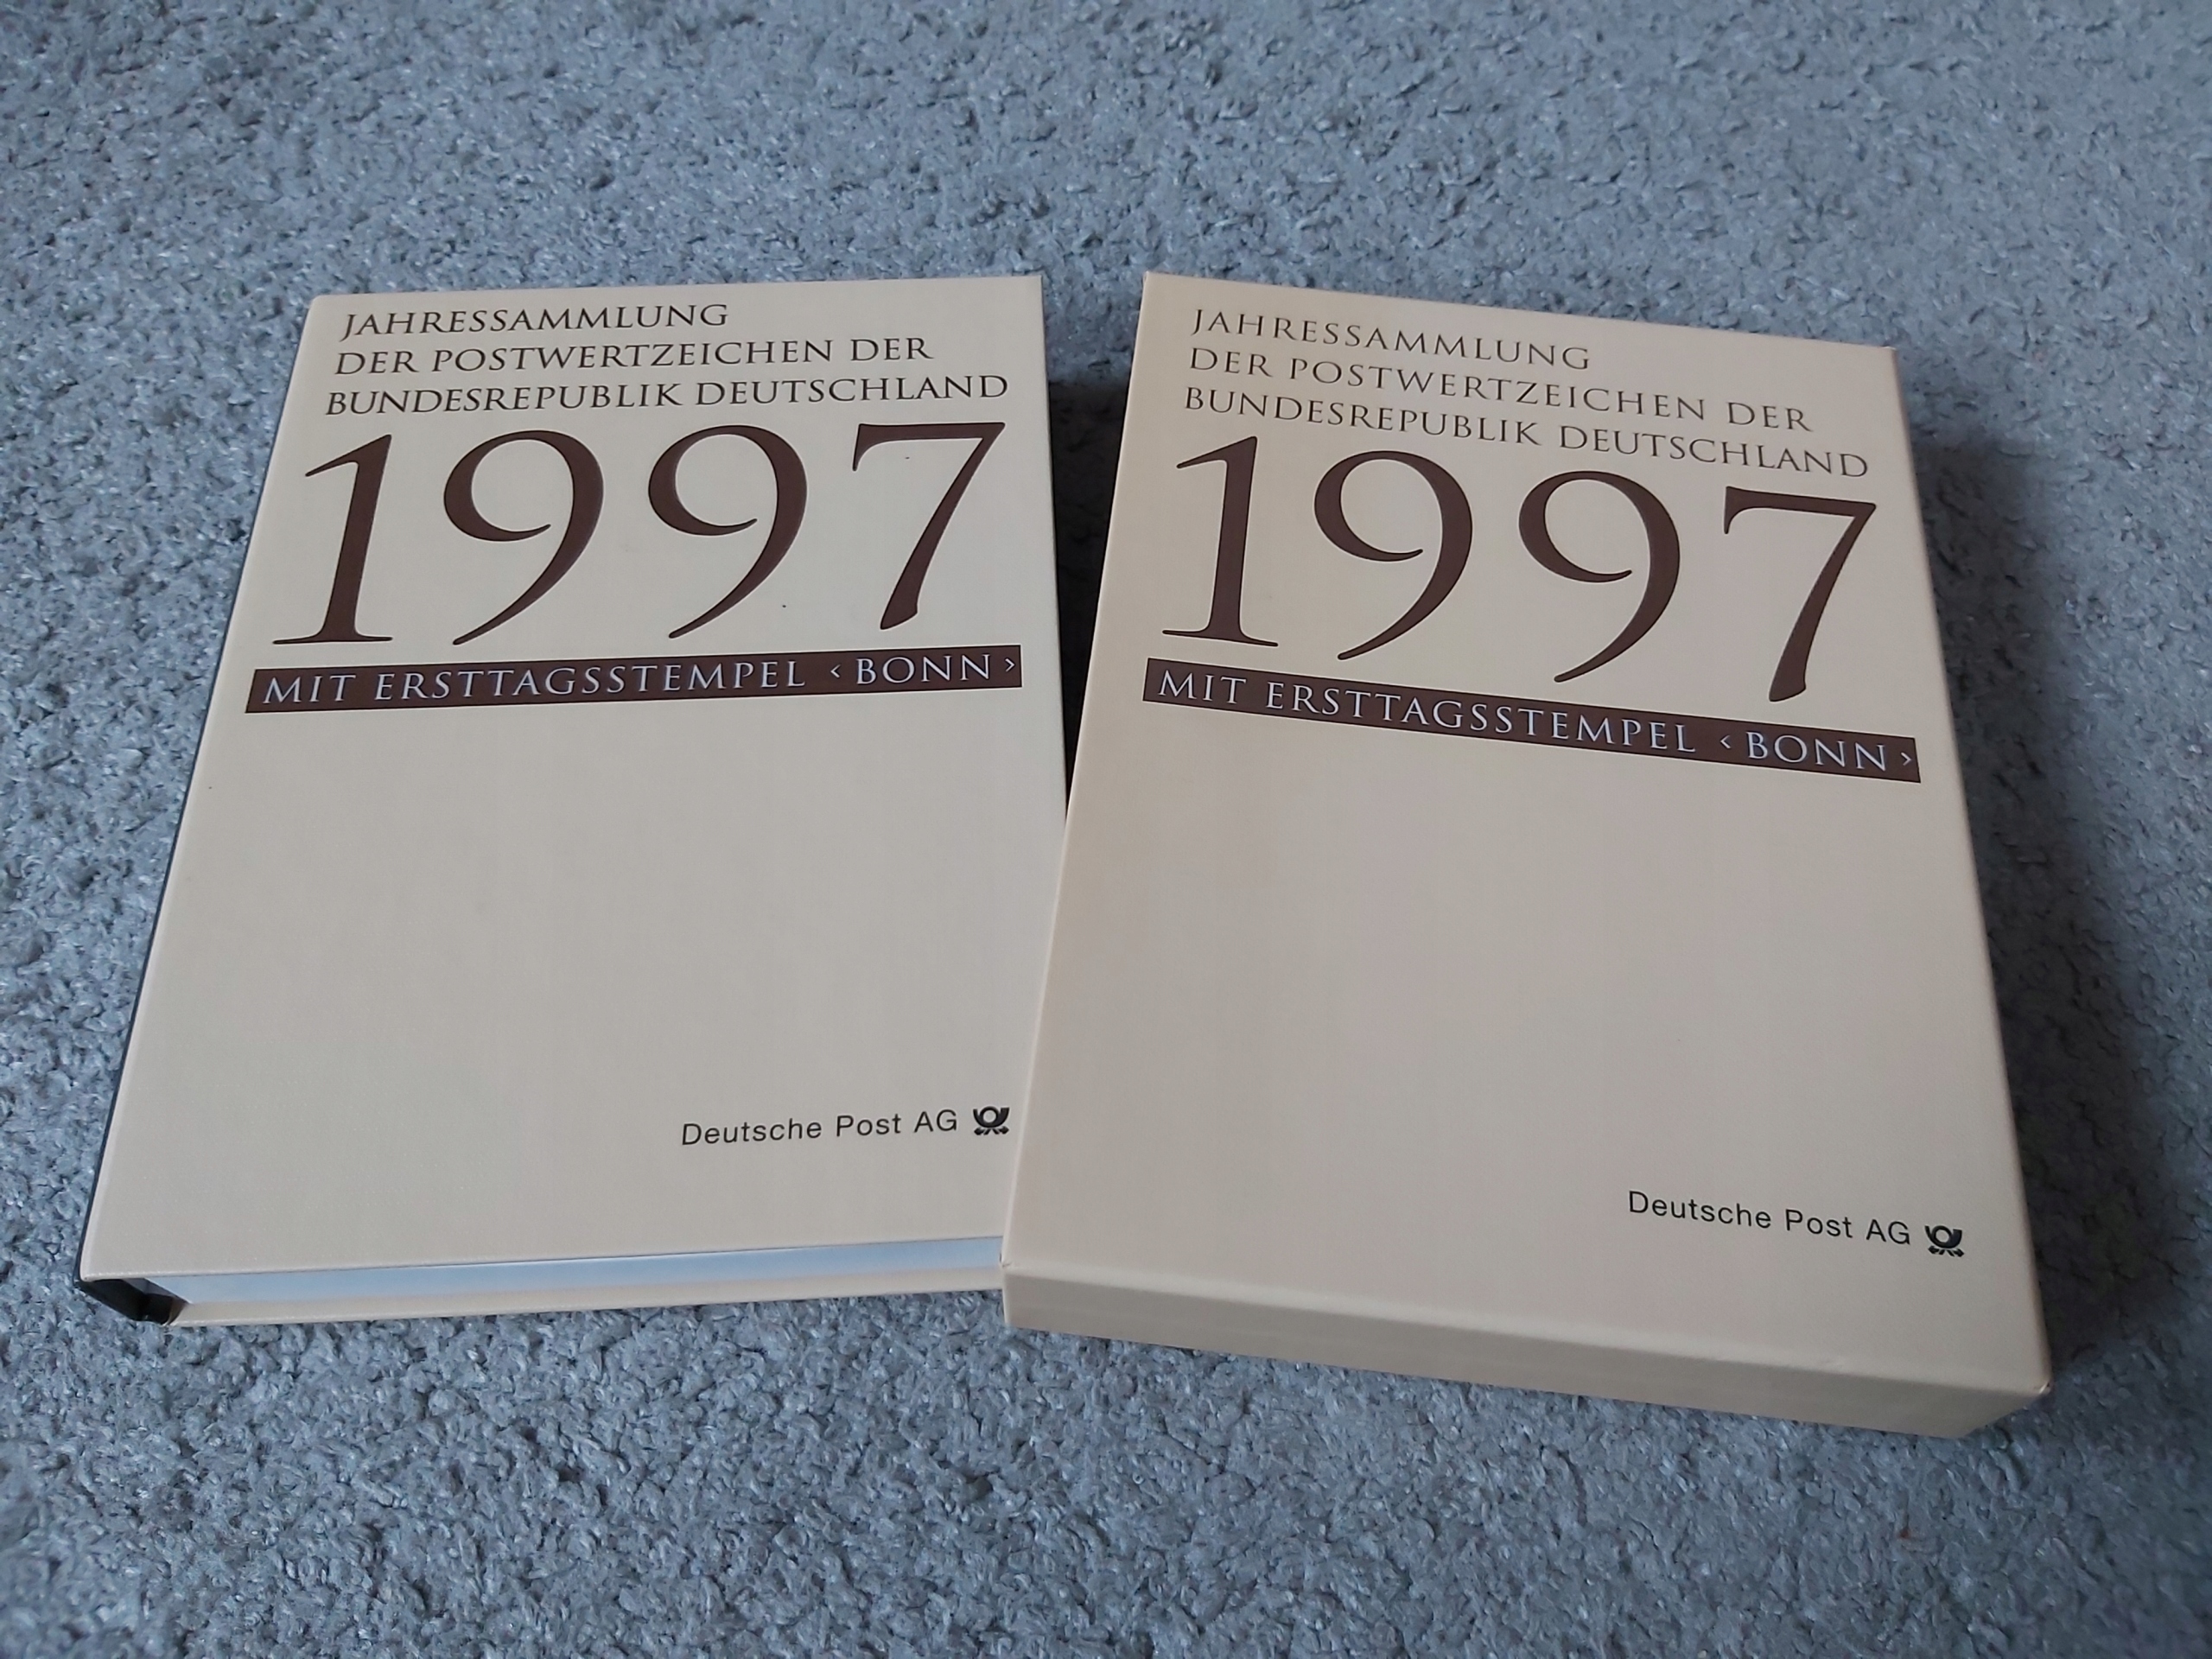 JAHRESSAMMLUNG
DER POSTWERTZEICHEN DER
BUNDESREPUBLIK DEUTSCHLAND
1997
MIT ERSTTAGSSTEMPEL ‹ BONN ›
Deutsche Post AG
JAHRESSAMMLUNG
DER POSTWERTZEICHEN DER
BUNDESREPUBLIK DEUTSCHLAND
1997
MIT ERSTTAGSSTEMPEL ‹ BONN ›
Deutsche Post AG